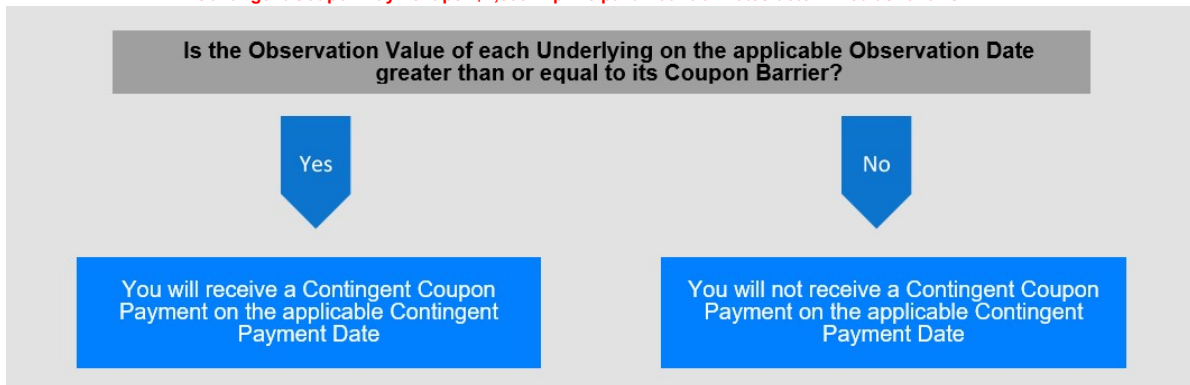 Is the Observation Value of each Underlying on the applicable Observation Date
greater than or equal to its Coupon Barrier?
Yes
No
You will receive a Contingent Coupon
Payment on the applicable Contingent
Payment Date
You will not receive a Contingent Coupon
Payment on the applicable Contingent
Payment Date